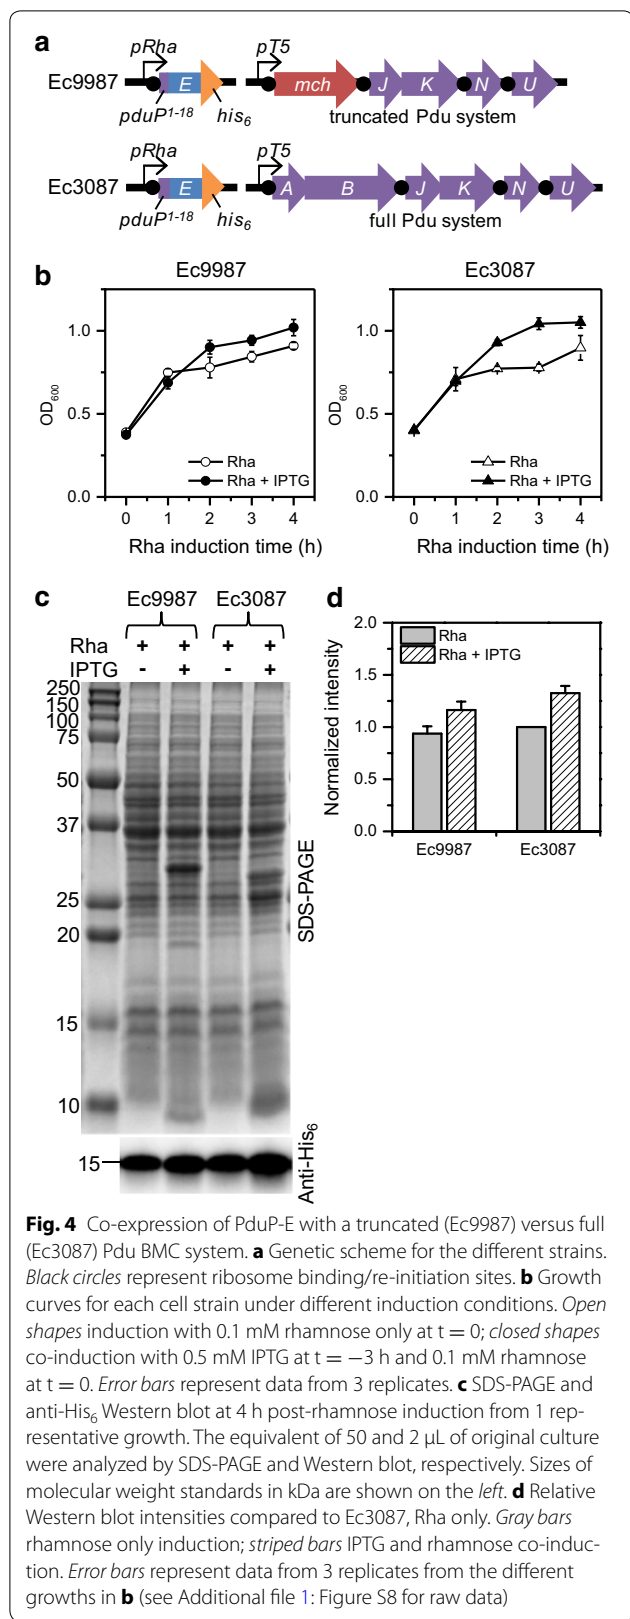 a
pRha
pT5
Ec9987
E
mch
J
K
N
U
pduP1-18
his6
truncated Pdu system
pRha
pT5
Ec3087
E
A
B
J
K
N
U
pduP1-18
his6
full Pdu system
b
Ec9987
Ec3087
OD600
1.0
0.5
0.0
Rha
Rha + IPTG
0 1 2 3 4
Rha induction time (h)
OD600
1.0
0.5
0.0
Rha
Rha + IPTG
0 1 2 3 4
Rha induction time (h)
c
Ec9987 Ec3087
Rha + + + +
IPTG - + - +
250
150
100
75
50
37
25
20
15
10
SDS-PAGE
15
Anti-His6
d
Normalized intensity
2.0
1.5
1.0
0.5
0.0
Rha
Rha + IPTG
Ec9987 Ec3087
Fig. 4 Co-expression of PduP-E with a truncated (Ec9987) versus full
(Ec3087) Pdu BMC system. a Genetic scheme for the different strains.
Black circles represent ribosome binding/re-initiation sites. b Growth
curves for each cell strain under different induction conditions. Open
shapes induction with 0.1 mM rhamnose only at t = 0; closed shapes
co-induction with 0.5 mM IPTG at t = −3 h and 0.1 mM rhamnose
at t = 0. Error bars represent data from 3 replicates. c SDS-PAGE and
anti-His6 Western blot at 4 h post-rhamnose induction from 1 rep-
resentative growth. The equivalent of 50 and 2 μL of original culture
were analyzed by SDS-PAGE and Western blot, respectively. Sizes of
molecular weight standards in kDa are shown on the left. d Relative
Western blot intensities compared to Ec3087, Rha only. Gray bars
rhamnose only induction; striped bars IPTG and rhamnose co-induc-
tion. Error bars represent data from 3 replicates from the different
growths in b (see Additional file 1: Figure S8 for raw data)